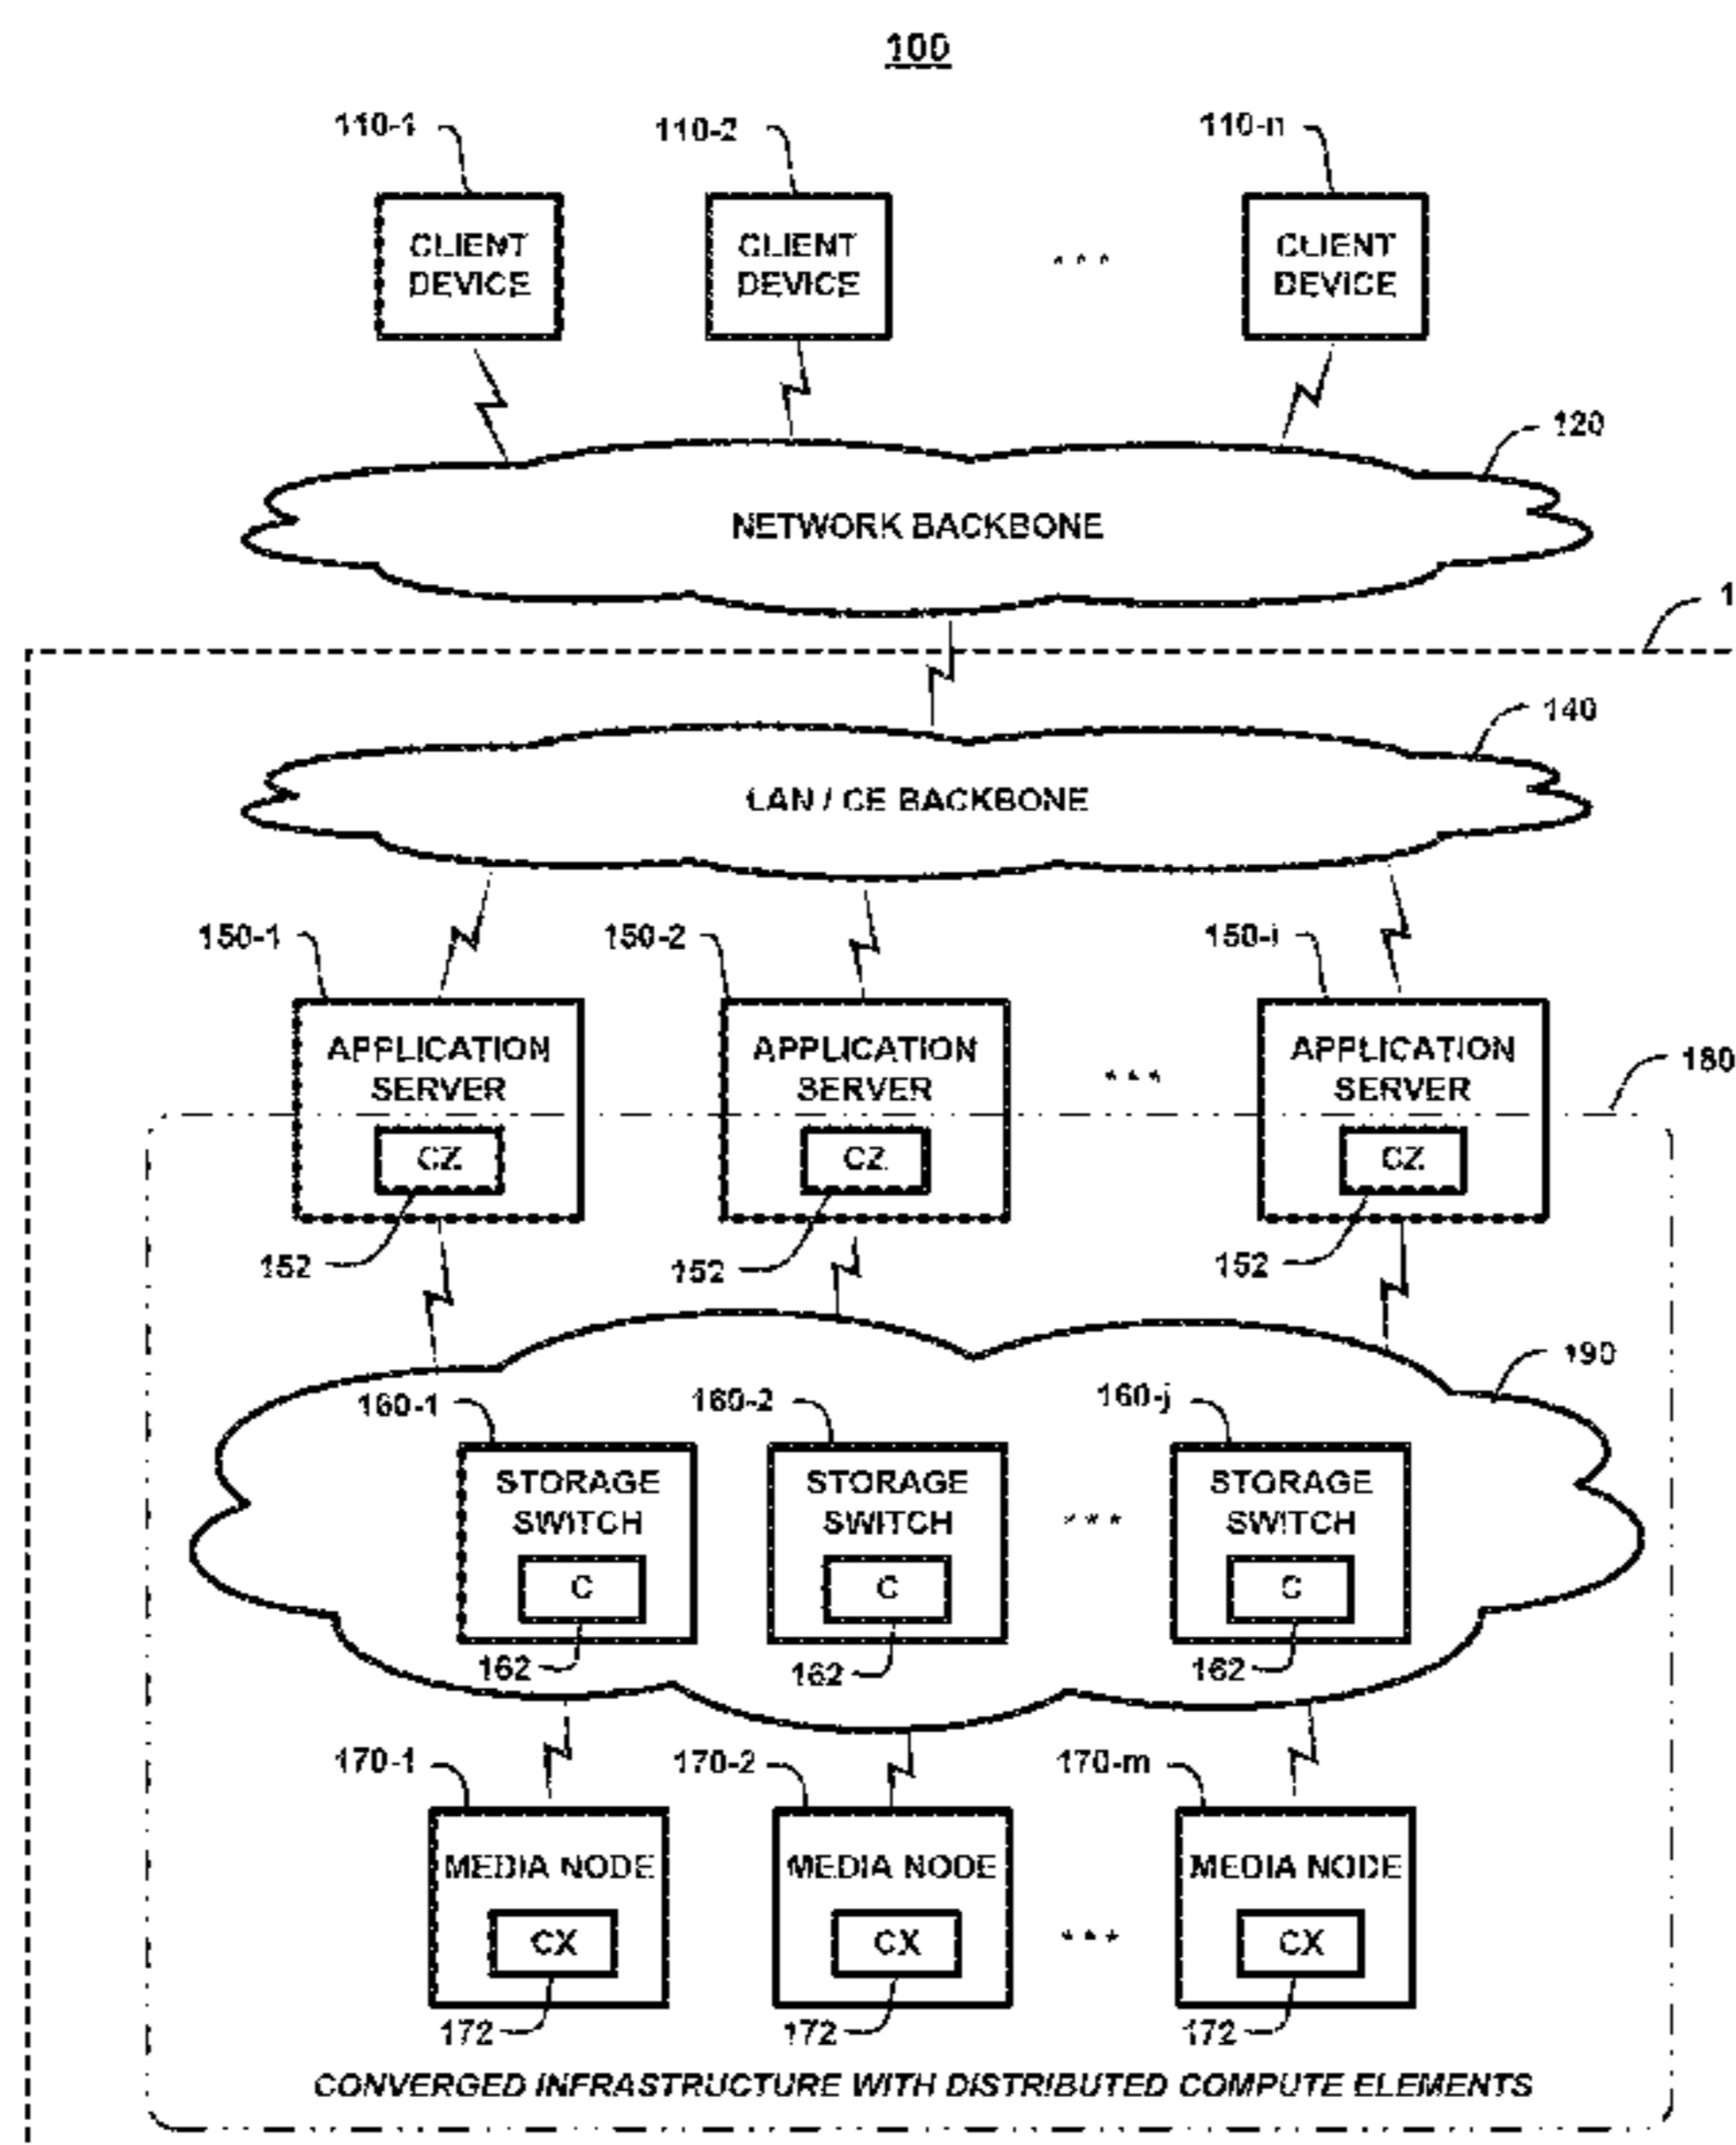 100
110-1
110-2
110-n
CLIENT
DEVICE
CLIENT
DEVICE
* * *
CLIENT
DEVICE
120
NETWORK BACKBONE
1
140
LAN / CE BACKBONE
150-1
150-2
150-i
APPLICATION
SERVER
APPLICATION
SERVER
* * *
APPLICATION
SERVER
180
CZ
CZ
CZ
152
152
152
190
160-1
160-2
160-j
STORAGE
SWITCH
STORAGE
SWITCH
* * *
STORAGE
SWITCH
C
C
C
162
162
162
170-1
170-2
170-m
MEDIA NODE
MEDIA NODE
MEDIA NODE
CX
CX
* * *
CX
172
172
172
CONVERGED INFRASTRUCTURE WITH DISTRIBUTED COMPUTE ELEMENTS